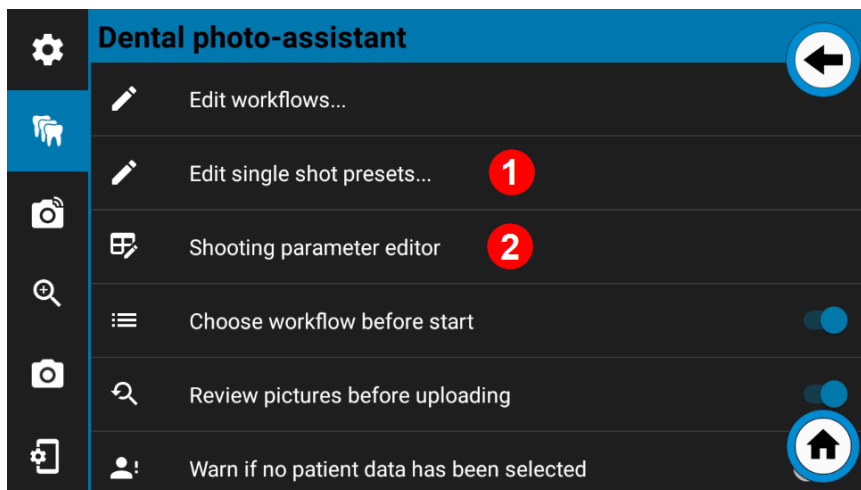 Dental photo-assistant
Edit workflows...
Edit single shot presets... 1
Shooting parameter editor 2
Choose workflow before start
Review pictures before uploading
Warn if no patient data has been selected